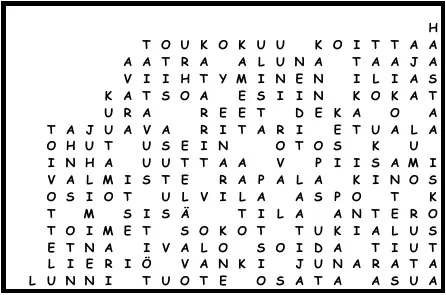 H
TOUKOKUU KOITTAA
AATRA ALUNA TAAJA
VIIHTYMINEN ILIAS
KATSOA ESIIN KOKAT
URA REET DEKA O A
TAJUAVA RITARI ETUALA
OHUT USEIN OTOS K U
INHA UUTTAA V PIISAMI
VALMISTE RAPALA KINOS
OSIOT ULVILA ASPO T K
T M SISÄ TILA ANTERO
TOIMET SOKOT TUKIALUS
ETNA IVALO SOIDA TIUT
LIERIÖ VANKI JUNARATA
LUNNI TUOTE OSATA ASUA